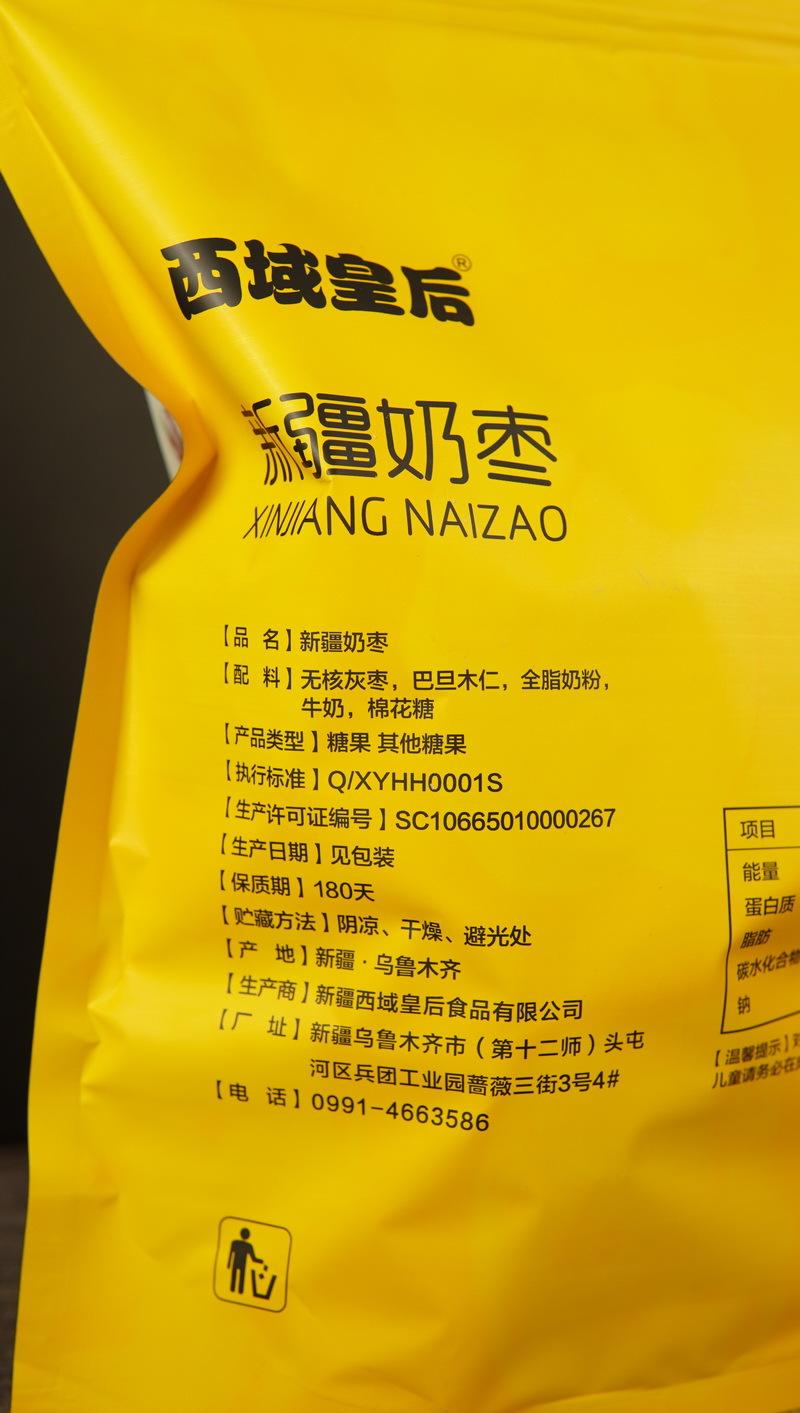 西域皇后®
新疆奶枣
XINJIANG NAIZAO
【品 名】新疆奶枣
【配 料】无核灰枣，巴旦木仁，全脂奶粉，
牛奶，棉花糖
【产品类型】糖果 其他糖果
【执行标准】Q/XYHH0001S
【生产许可证编号】SC10665010000267
【生产日期】见包装
【保质期】180天
【贮藏方法】阴凉、干燥、避光处
【产 地】新疆·乌鲁木齐
【生产商】新疆西域皇后食品有限公司
【厂 址】新疆乌鲁木齐市（第十二师）头屯
河区兵团工业园蔷薇三街3号4#
【电 话】0991-4663586
项目
能量
蛋白质
脂肪
碳水化合物
钠
【温馨提示】
儿童请务必在